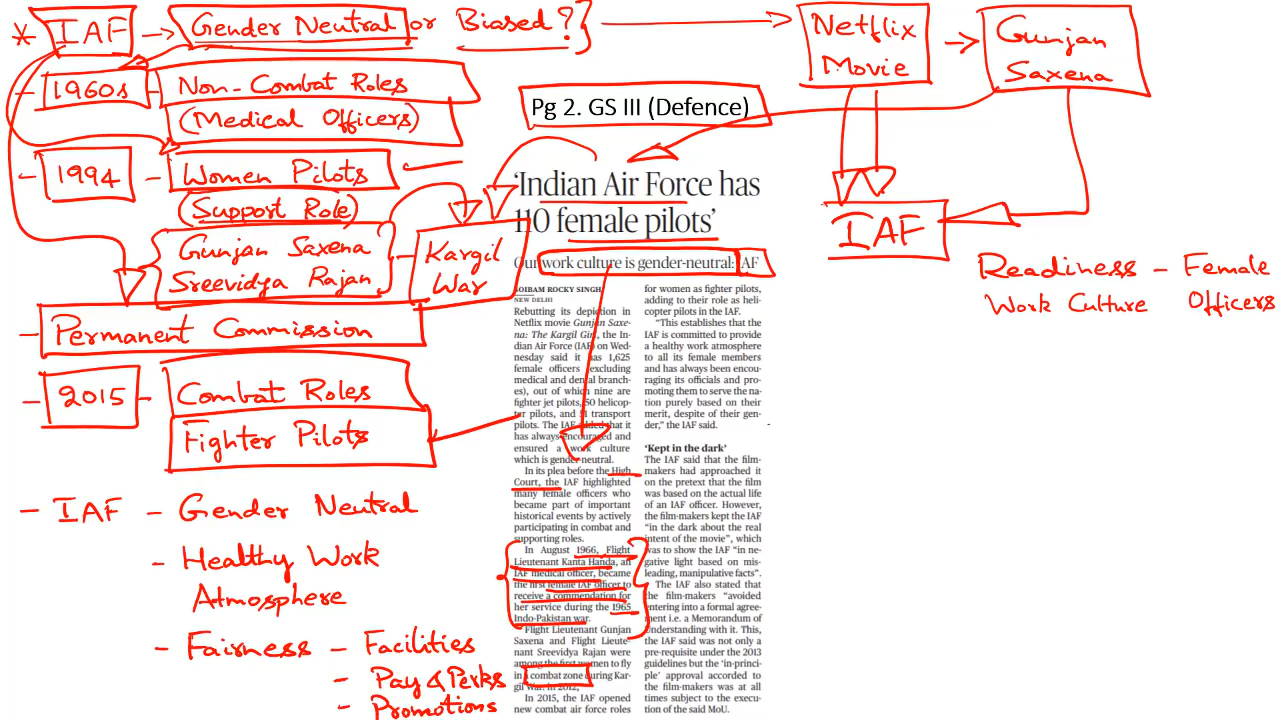 * IAF → Gender Neutral or Biased?
Netflix Movie → Gunjan Saxena
- 1960s - Non-Combat Roles
(Medical Officers)
- 1994 - Women Pilots
(Support Role)
Gunjan Saxena
Sreevidya Rajan
- Kargil
War
- Permanent Commission
- 2015 - Combat Roles
Fighter Pilots
- IAF - Gender Neutral
- Healthy Work
Atmosphere
- Fairness - Facilities
- Pay & Perks
- Promotions
IAF
Readiness - Female
Work Culture Officers
Pg 2. GS III (Defence)
‘Indian Air Force has
110 female pilots’
Our work culture is gender-neutral: IAF
SOIBAM ROCKY SINGH
NEW DELHI
Rebutting its depiction in
Netflix movie Gunjan Saxe-
na: The Kargil Girl, the In-
dian Air Force (IAF) on Wed-
nesday said it has 1,625
female officers (excluding
medical and dental branch-
es), out of which nine are
fighter jet pilots, 50 helicop-
ter pilots, and 51 transport
pilots. The IAF added that it
has always encouraged and
ensured a work culture
which is gender-neutral.
In its plea before the High
Court, the IAF highlighted
many female officers who
became part of important
historical events by actively
participating in combat and
supporting roles.
In August 1966, Flight
Lieutenant Kanta Handa, an
IAF medical officer, became
the first female IAF officer to
receive a commendation for
her service during the 1965
Indo-Pakistan war.
Flight Lieutenant Gunjan
Saxena and Flight Lieute-
nant Sreevidya Rajan were
among the first women to fly
in a combat zone during Kar-
gil War. In 2012,
In 2015, the IAF opened
new combat air force roles
for women as fighter pilots,
adding to their role as heli-
copter pilots in the IAF.
“This establishes that the
IAF is committed to provide
a healthy work atmosphere
to all its female members
and has always been encou-
raging its officials and pro-
moting them to serve the na-
tion purely based on their
merit, despite of their gen-
der,” the IAF said.
‘Kept in the dark’
The IAF said that the film-
makers had approached it
on the pretext that the film
was based on the actual life
of an IAF officer. However,
the film-makers kept the IAF
“in the dark about the real
intent of the movie”, which
was to show the IAF “in ne-
gative light based on mis-
leading, manipulative facts”.
The IAF also stated that
the film-makers “avoided
entering into a formal agree-
ment i.e. a Memorandum of
Understanding with it. This,
the IAF said was not only a
pre-requisite under the 2013
guidelines but the ‘in-princi-
ple’ approval accorded to
the film-makers was at all
times subject to the execu-
tion of the said MoU.